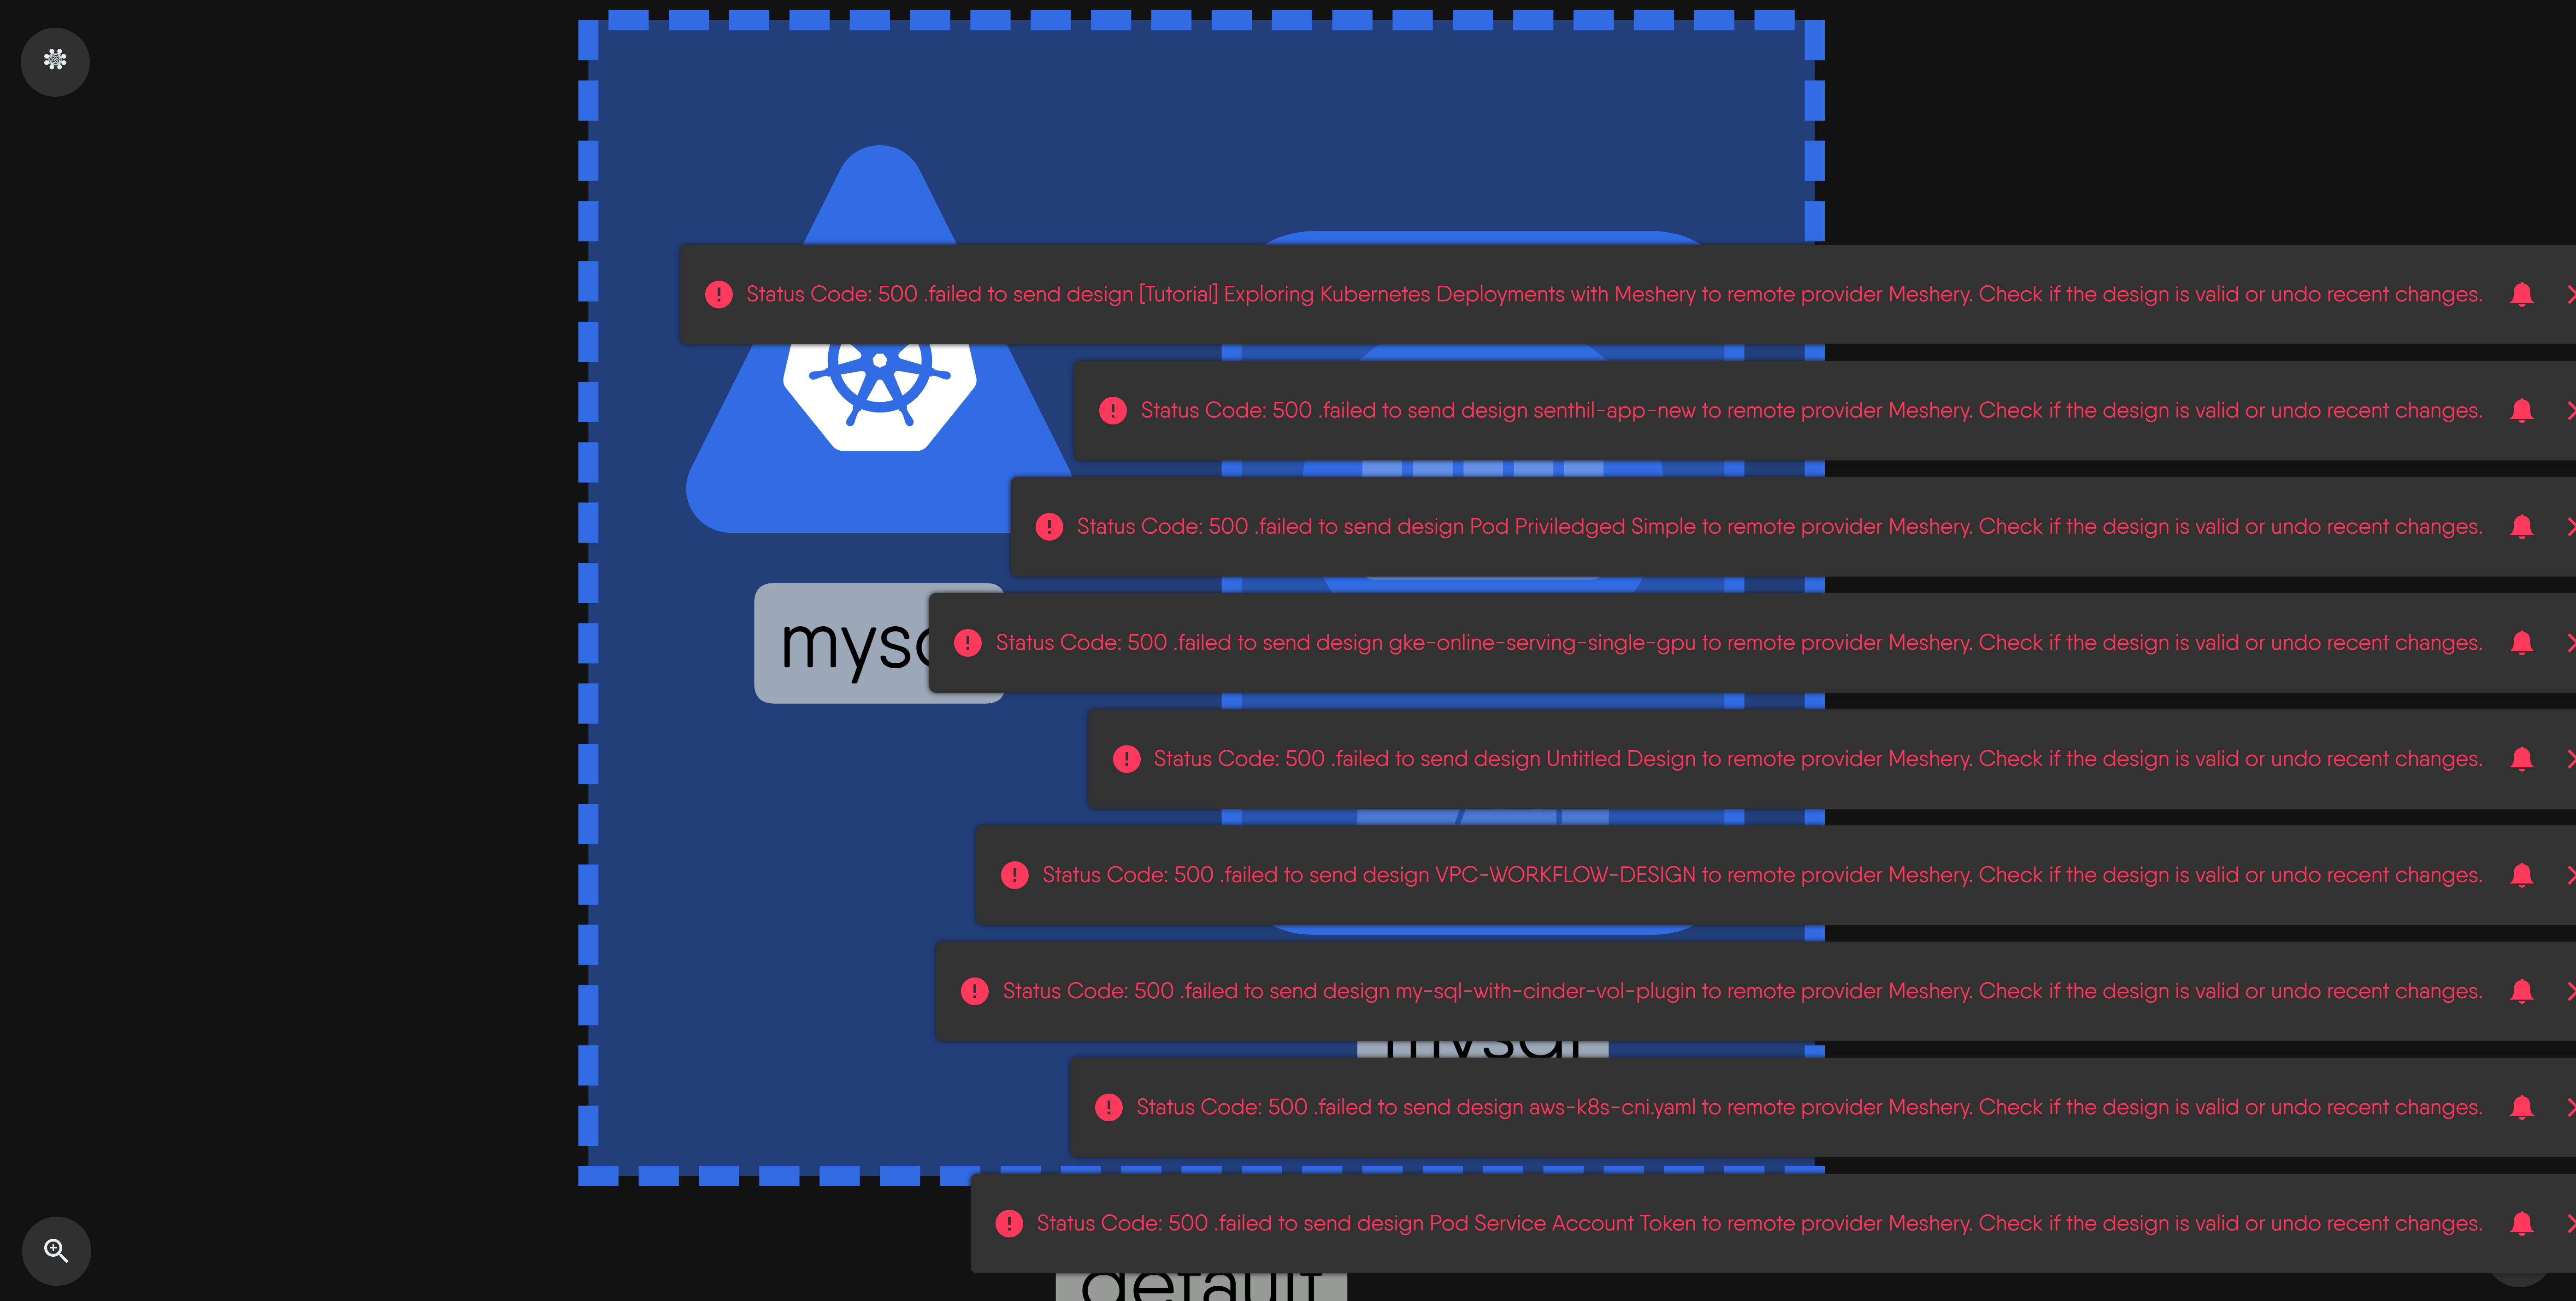 Status Code: 500 .failed to send design [Tutorial] Exploring Kubernetes Deployments with Meshery to remote provider Meshery. Check if the design is valid or undo recent changes.
Status Code: 500 .failed to send design senthil-app-new to remote provider Meshery. Check if the design is valid or undo recent changes.
Status Code: 500 .failed to send design Pod Priviledged Simple to remote provider Meshery. Check if the design is valid or undo recent changes.
Status Code: 500 .failed to send design gke-online-serving-single-gpu to remote provider Meshery. Check if the design is valid or undo recent changes.
Status Code: 500 .failed to send design Untitled Design to remote provider Meshery. Check if the design is valid or undo recent changes.
Status Code: 500 .failed to send design VPC-WORKFLOW-DESIGN to remote provider Meshery. Check if the design is valid or undo recent changes.
Status Code: 500 .failed to send design my-sql-with-cinder-vol-plugin to remote provider Meshery. Check if the design is valid or undo recent changes.
mysql
Status Code: 500 .failed to send design aws-k8s-cni.yaml to remote provider Meshery. Check if the design is valid or undo recent changes.
Status Code: 500 .failed to send design Pod Service Account Token to remote provider Meshery. Check if the design is valid or undo recent changes.
default